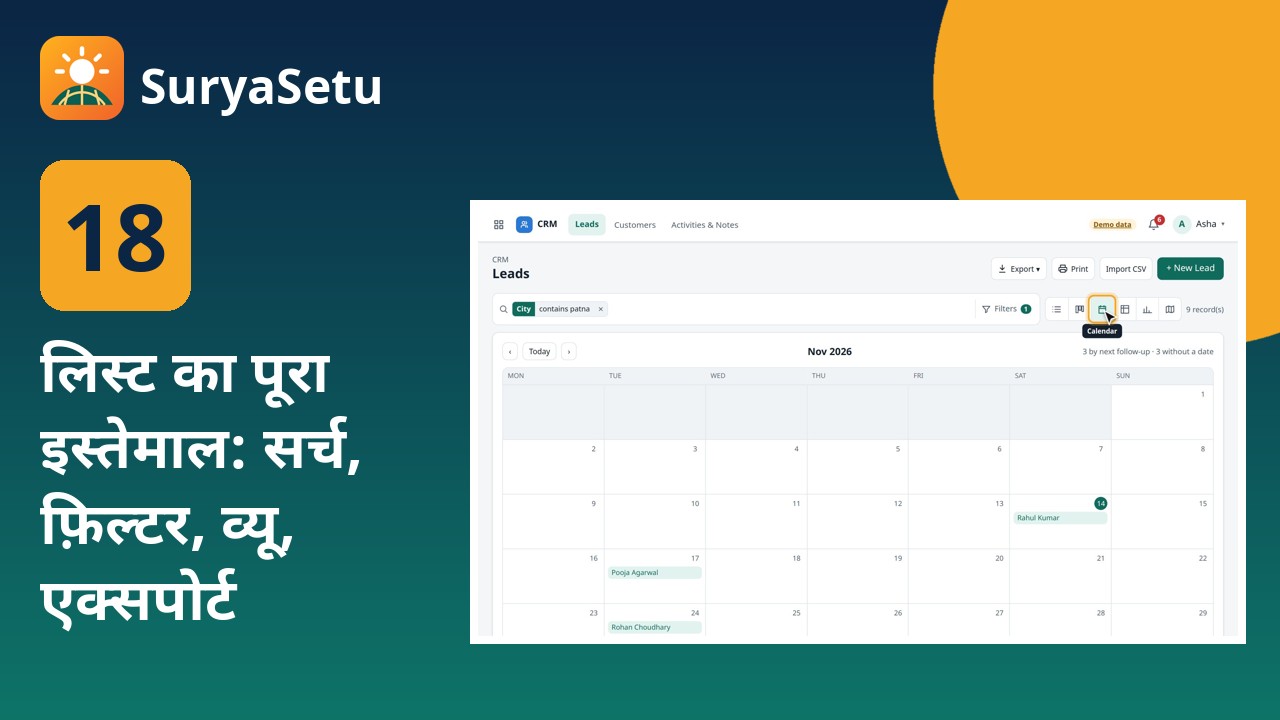 SuryaSetu
18
लिस्ट का पूरा
इस्तेमाल: सर्च,
फ़िल्टर, व्यू,
एक्सपोर्ट
CRM Leads Customers Activities & Notes Demo data 6 A Asha
CRM
Leads
Export Print Import CSV + New Lead
City contains patna × Filters 1 9 record(s)
Calendar
‹ Today › Nov 2026 3 by next follow-up · 3 without a date
MON TUE WED THU FRI SAT SUN
1
2 3 4 5 6 7 8
9 10 11 12 13 14 15
Rahul Kumar
16 17 18 19 20 21 22
Pooja Agarwal
23 24 25 26 27 28 29
Rohan Choudhary